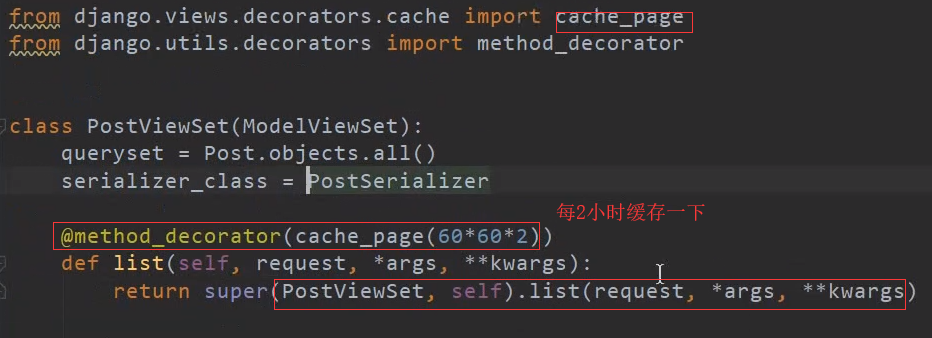 from django.views.decorators.cache import cache_page
from django.utils.decorators import method_decorator
class PostViewSet(ModelViewSet):
queryset = Post.objects.all()
serializer_class = PostSerializer
每2小时缓存一下
@method_decorator(cache_page(60*60*2))
def list(self, request, *args, **kwargs):
return super(PostViewSet, self).list(request, *args, **kwargs)